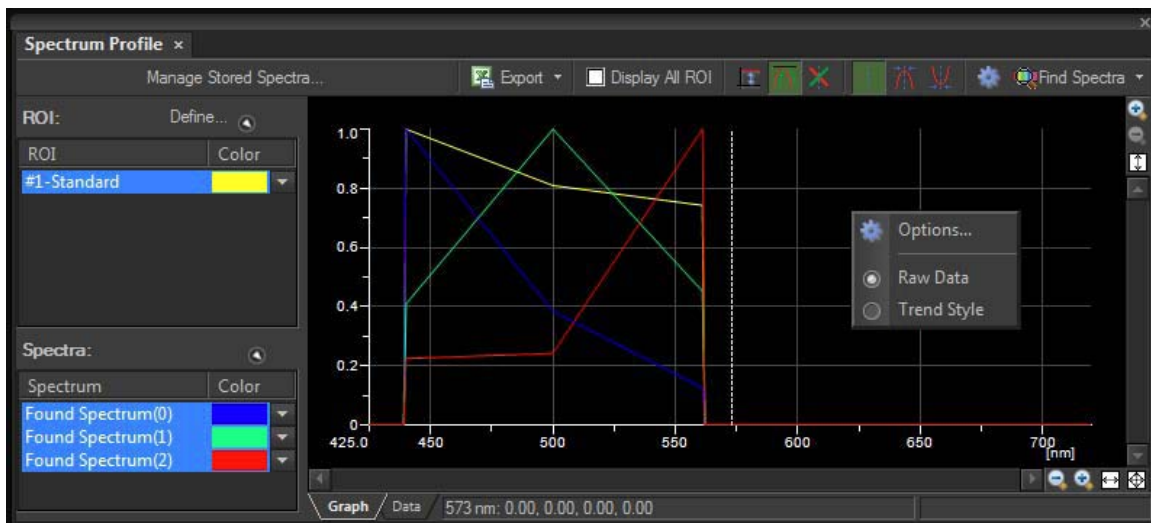 Spectrum Profile ×
Manage Stored Spectra... Export Display All ROI Find Spectra
ROI: Define...
ROI Color
#1-Standard
Spectra:
Spectrum Color
Found Spectrum(0)
Found Spectrum(1)
Found Spectrum(2)
1.0
0.8
0.6
0.4
0.2
0
425.0 450 500 550 600 650 700
[nm]
Options...
Raw Data
Trend Style
Graph Data 573 nm: 0.00, 0.00, 0.00, 0.00